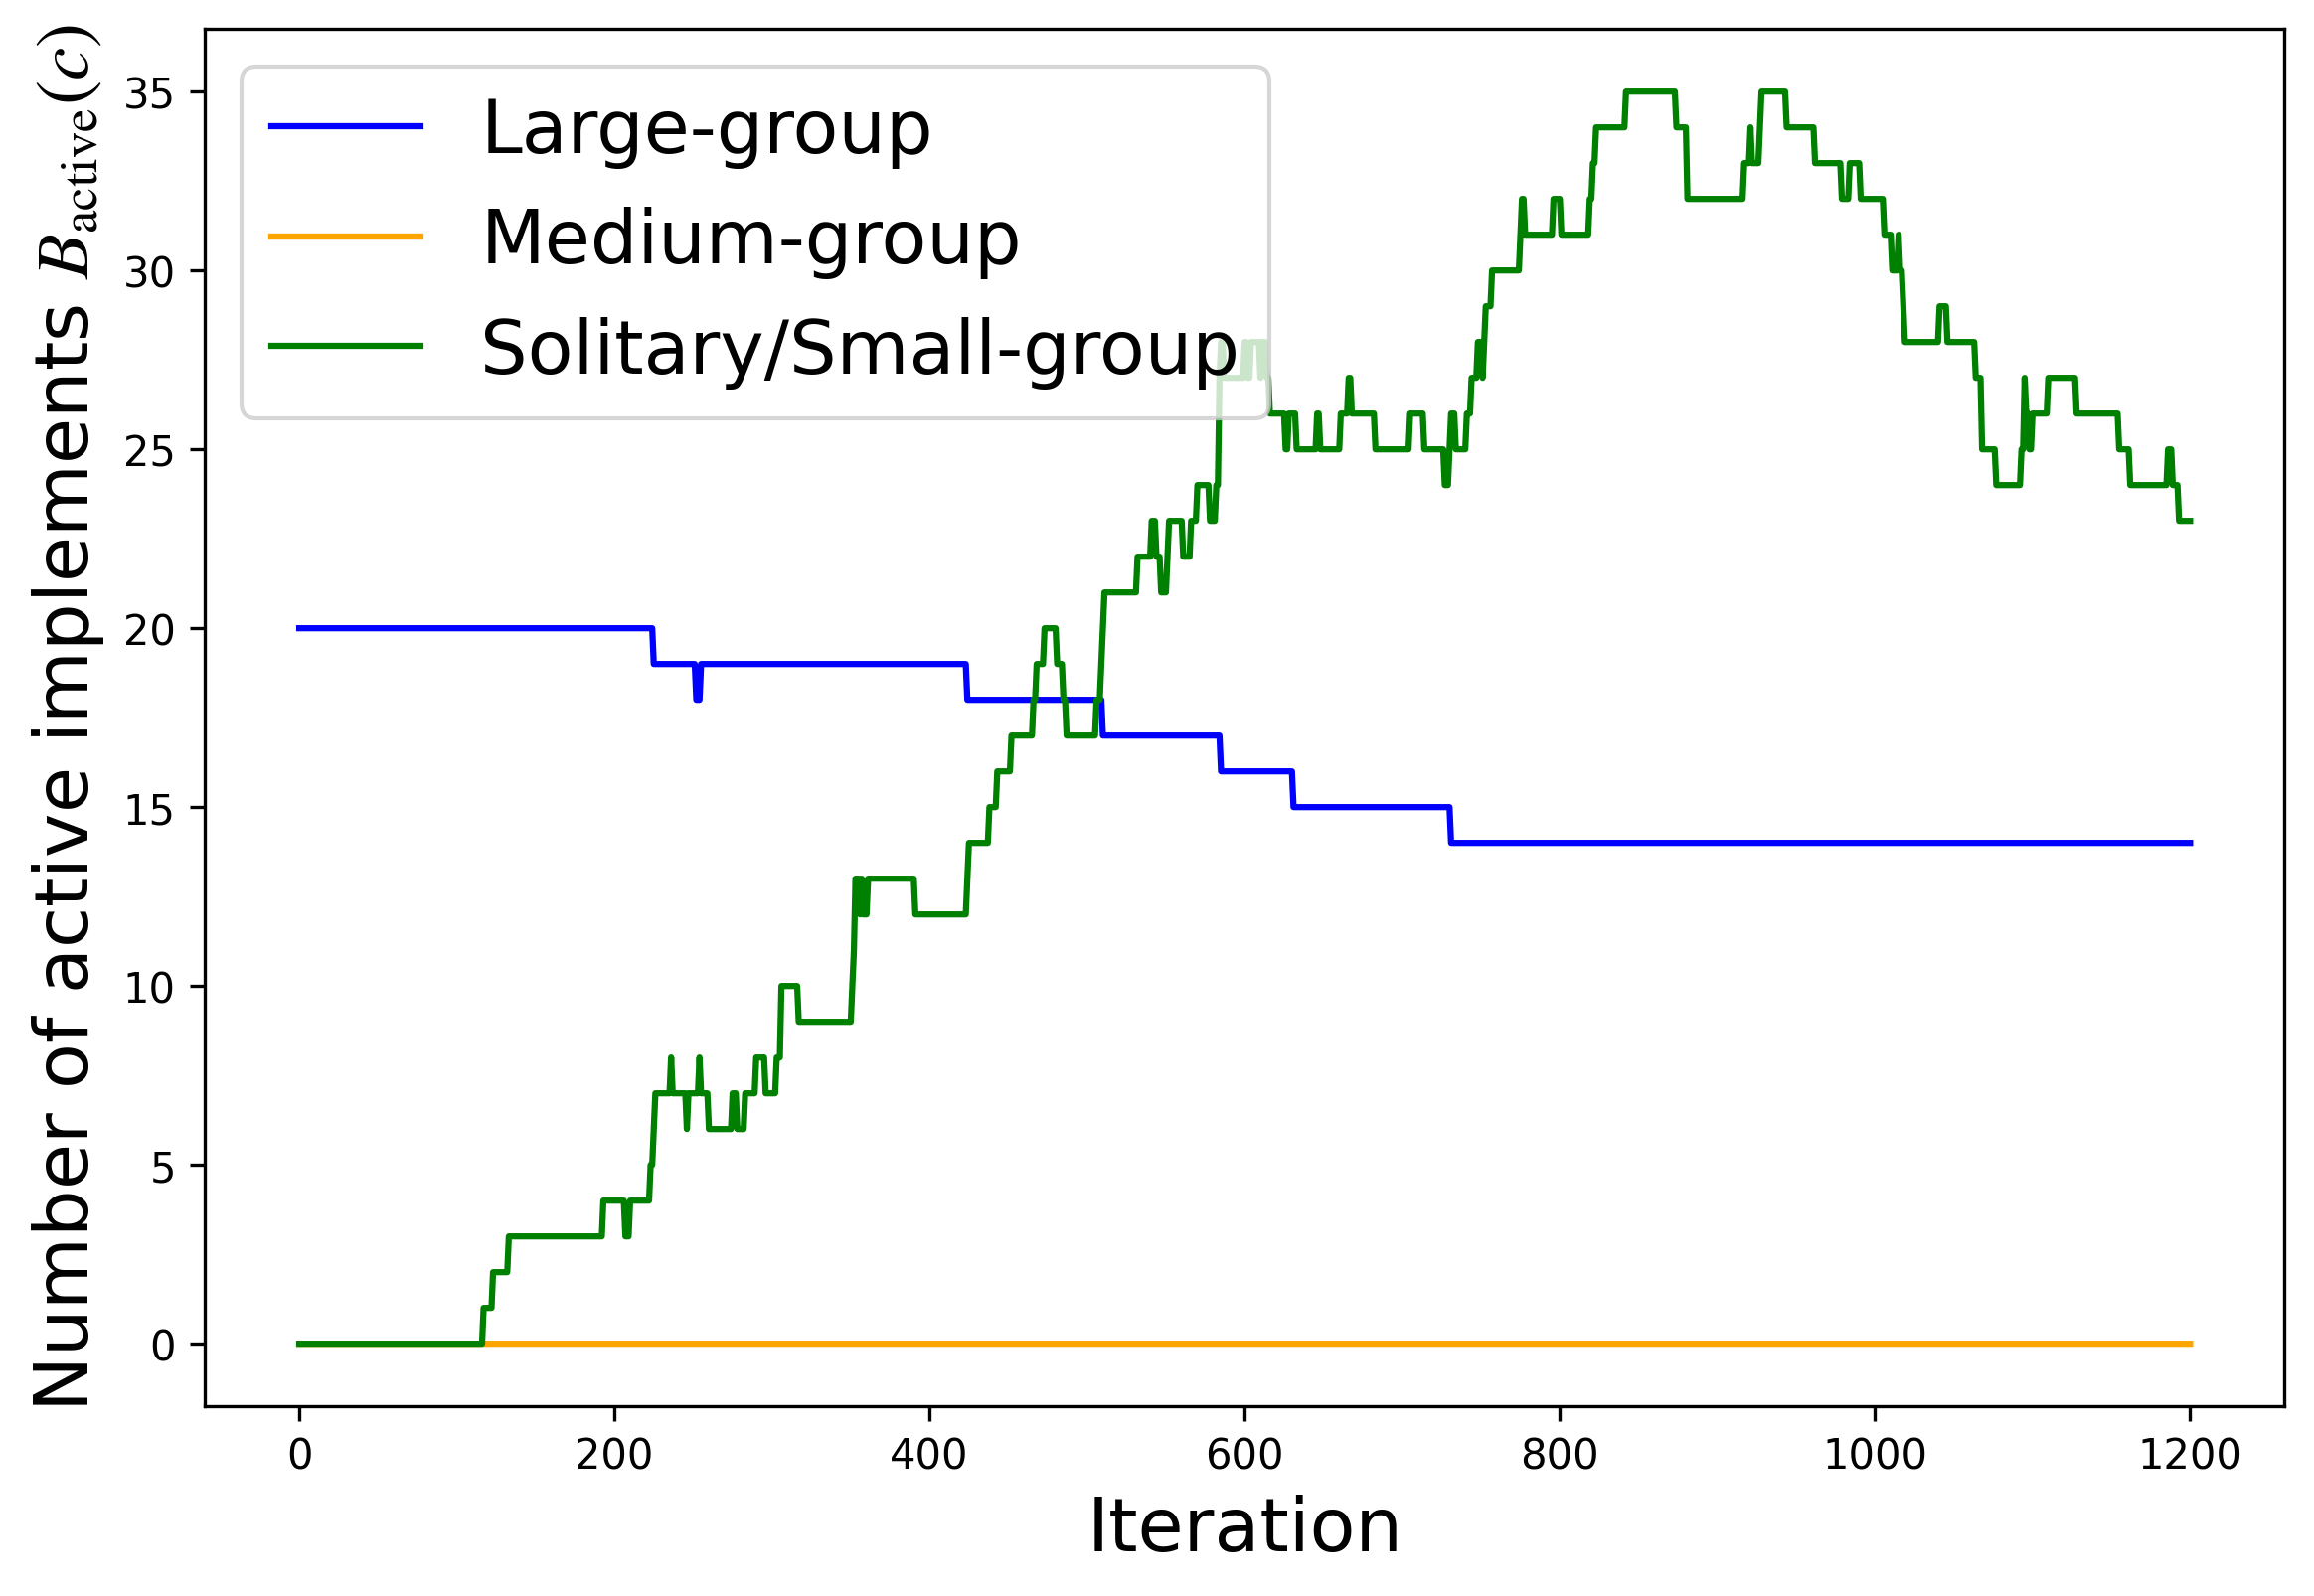 Number of active implements B_active(c)
35
30
25
20
15
10
5
0
Large-group
Medium-group
Solitary/Small-group
0 200 400 600 800 1000 1200
Iteration